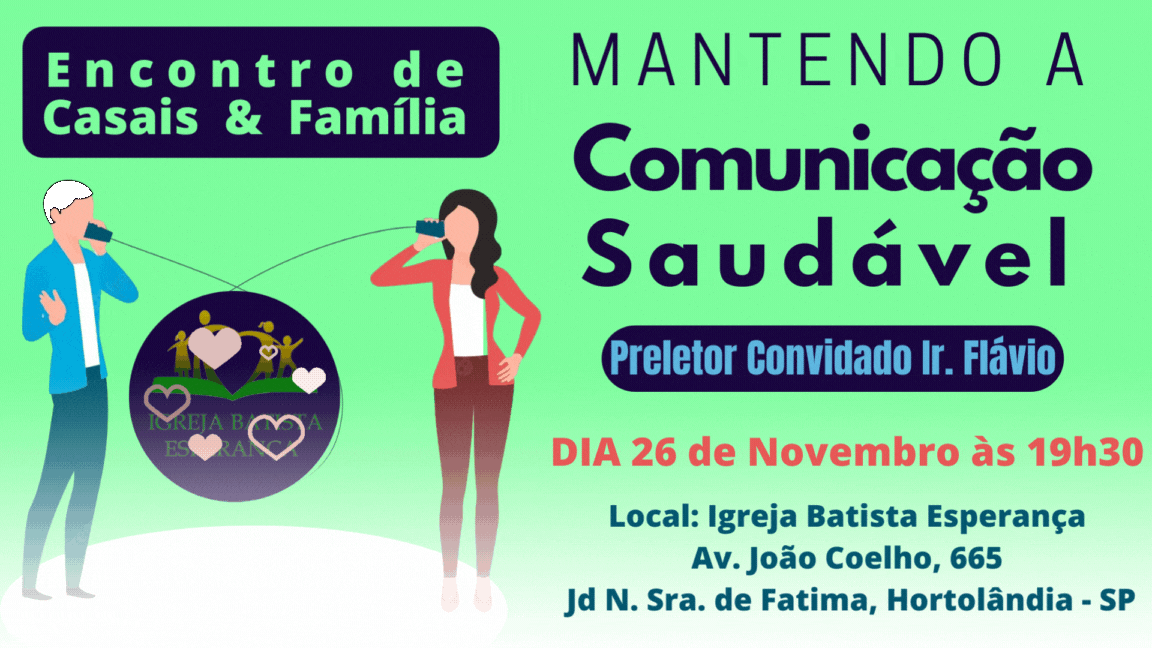 Encontro de
Casais & Família
MANTENDO A
Comunicação
Saudável
Preletor Convidado Ir. Flávio
DIA 26 de Novembro às 19h30
Local: Igreja Batista Esperança
Av. João Coelho, 665
Jd N. Sra. de Fatima, Hortolândia - SP
IGREJA BATISTA
ESPERANÇA